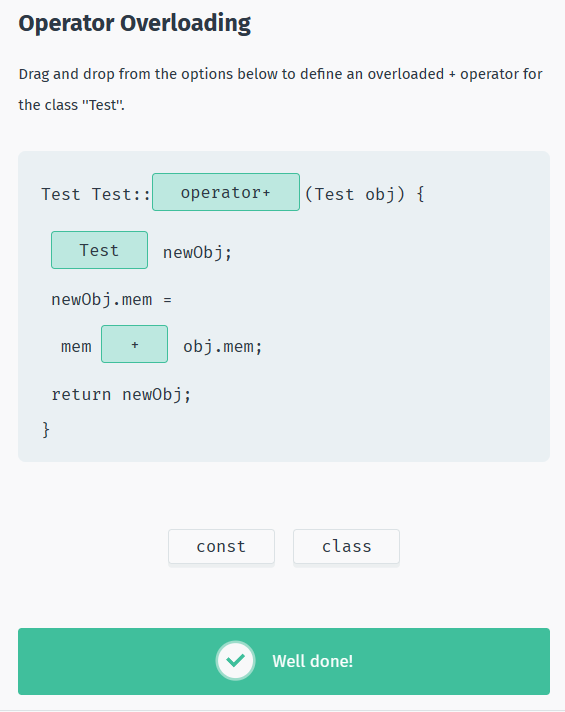 Operator Overloading
Drag and drop from the options below to define an overloaded + operator for
the class "Test".
Test Test:: operator+ (Test obj) {
Test newObj;
newObj.mem =
mem + obj.mem;
return newObj;
}
const class
Well done!